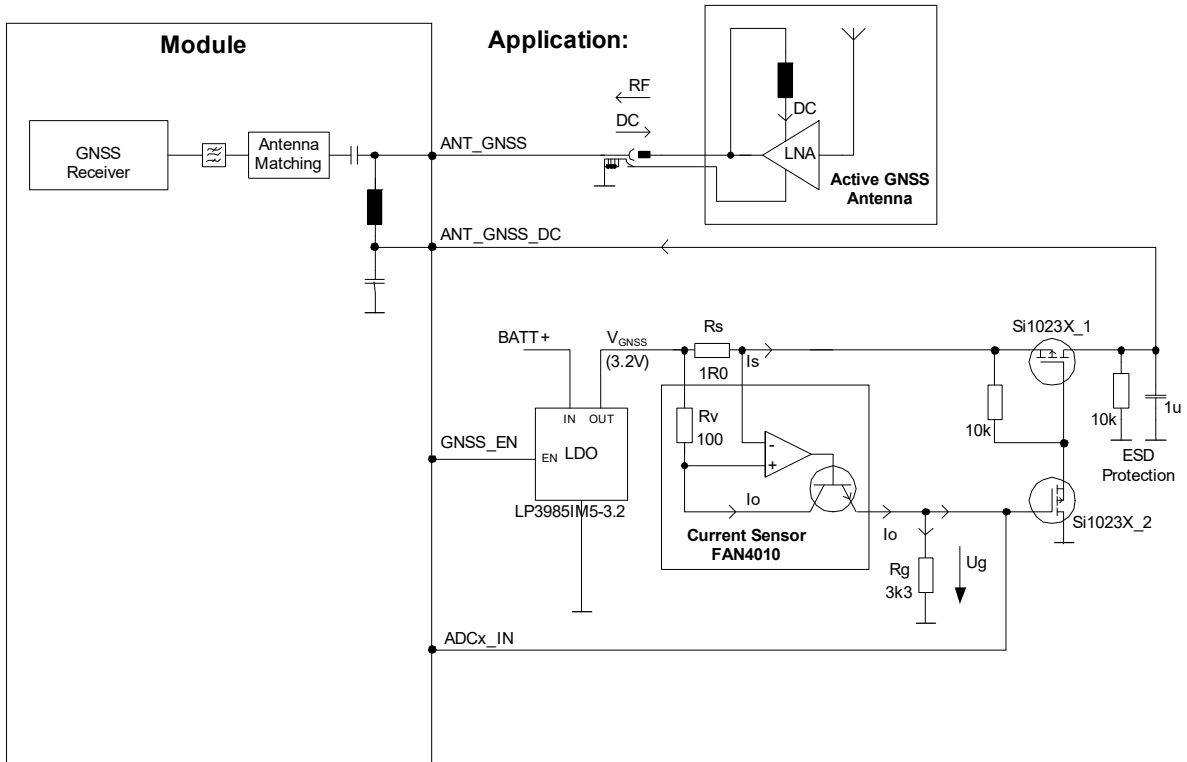 Module
Application:
GNSS
Receiver
Antenna
Matching
ANT_GNSS
RF
DC
DC
LNA
Active GNSS
Antenna
ANT_GNSS_DC
BATT+
VGNSS
(3.2V)
Rs
1R0
Is
Si1023X_1
IN OUT
EN LDO
LP3985IM5-3.2
GNSS_EN
Rv
100
-
+
Io
Current Sensor
FAN4010
Io
Rg
3k3
Ug
10k
10k
1u
ESD
Protection
Si1023X_2
ADCx_IN